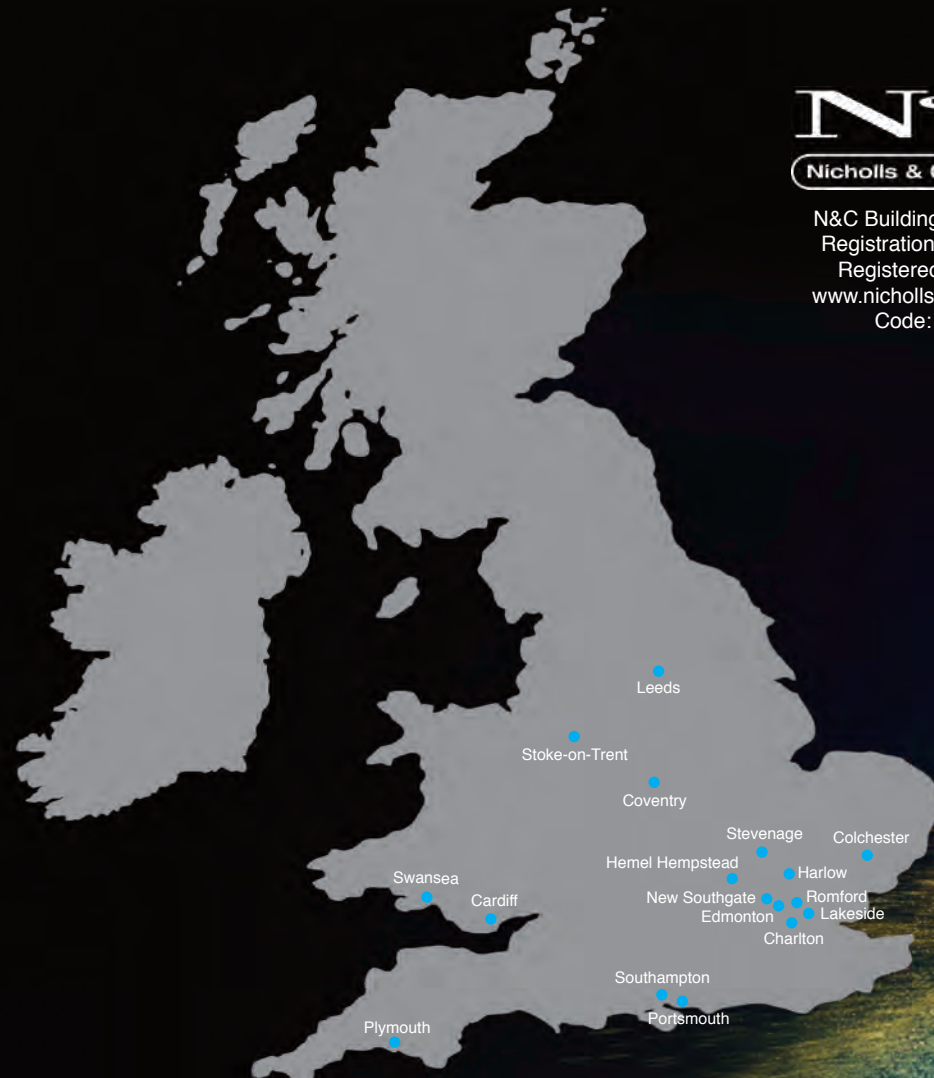 N
Nicholls &
N&C Building
Registration
Registered
www.nicholls
Code:
Leeds
Stoke-on-Trent
Coventry
Stevenage
Colchester
Hemel Hempstead
Harlow
Swansea
Cardiff
New Southgate
Romford
Edmonton
Lakeside
Charlton
Southampton
Portsmouth
Plymouth